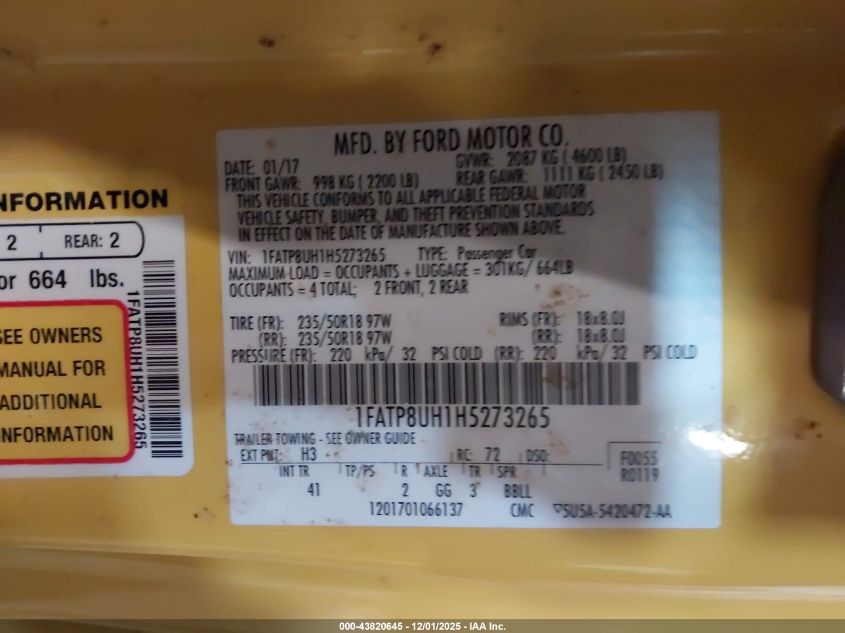 NFORMATION
2 REAR: 2
or 664 lbs.
SEE OWNERS
MANUAL FOR
ADDITIONAL
INFORMATION
1FATP8UH1H5273265
MFD. BY FORD MOTOR CO.
DATE: 01/17 GVWR: 2087 KG ( 4600 LB)
FRONT GAWR: 998 KG ( 2200 LB) REAR GAWR: 1111 KG ( 2450 LB)
THIS VEHICLE CONFORMS TO ALL APPLICABLE FEDERAL MOTOR
VEHICLE SAFETY, BUMPER, AND THEFT PREVENTION STANDARDS
IN EFFECT ON THE DATE OF MANUFACTURE SHOWN ABOVE.
VIN: 1FATP8UH1H5273265 TYPE: Passenger Car
MAXIMUM LOAD = OCCUPANTS + LUGGAGE = 301KG/ 664LB
OCCUPANTS = 4 TOTAL; 2 FRONT, 2 REAR
TIRE (FR): 235/50R18 97W RIMS (FR): 18x8.0J
(RR): 235/50R18 97W (RR): 18x8.0J
PRESSURE (FR): 220 kPa/ 32 PSI COLD (RR): 220 kPa/ 32 PSI COLD
1FATP8UH1H5273265
TRAILER TOWING - SEE OWNER GUIDE
EXT PNT: H3 RC: 72 DSO: F0055
R0119
INT TR TP/PS R AXLE TR SPR
41 2 GG 3 BBLL
1201701066137 CMC 5U5A-5420472-AA
000-43820645 - 12/01/2025 - IAA Inc.